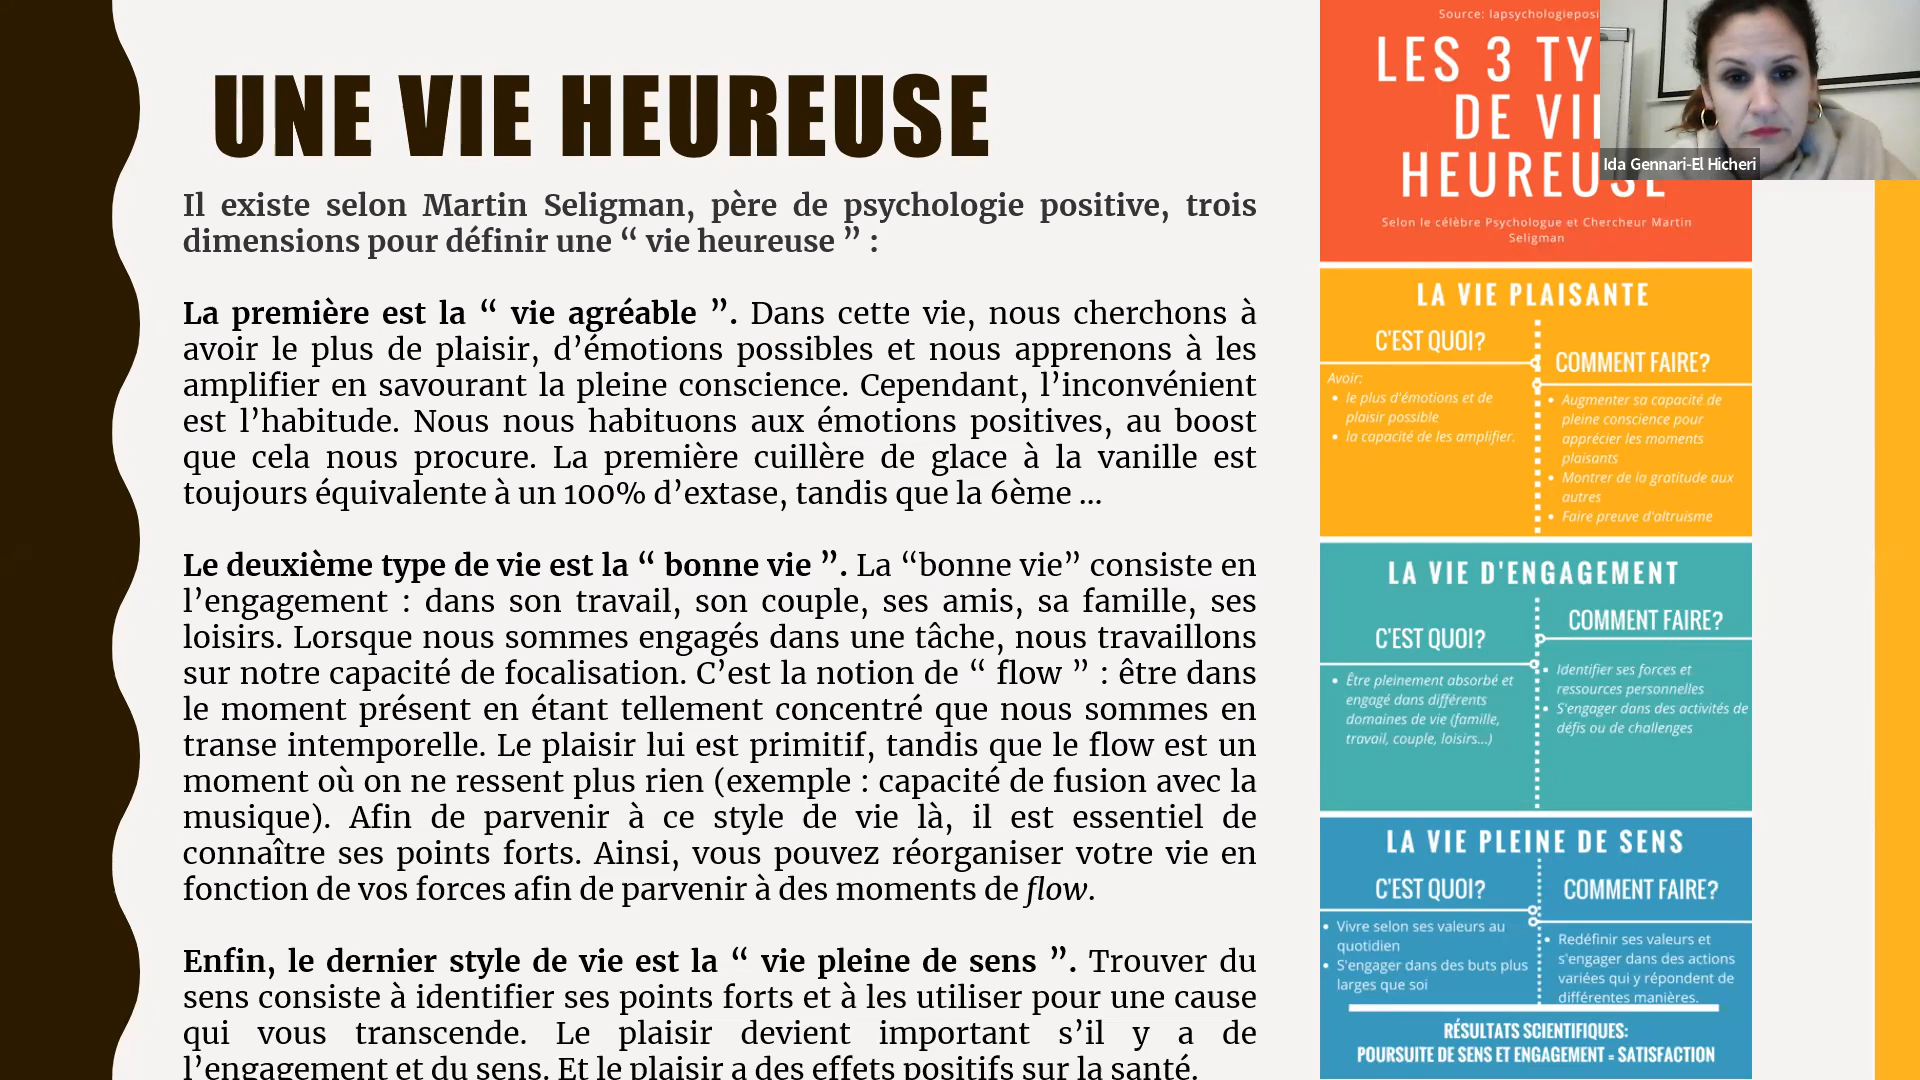 UNE VIE HEUREUSE
Il existe selon Martin Seligman, père de psychologie positive, trois
dimensions pour définir une “ vie heureuse ” :
La première est la “ vie agréable ”. Dans cette vie, nous cherchons à
avoir le plus de plaisir, d’émotions possibles et nous apprenons à les
amplifier en savourant la pleine conscience. Cependant, l’inconvénient
est l’habitude. Nous nous habituons aux émotions positives, au boost
que cela nous procure. La première cuillère de glace à la vanille est
toujours équivalente à un 100% d’extase, tandis que la 6ème ...
Le deuxième type de vie est la “ bonne vie ”. La “bonne vie” consiste en
l’engagement : dans son travail, son couple, ses amis, sa famille, ses
loisirs. Lorsque nous sommes engagés dans une tâche, nous travaillons
sur notre capacité de focalisation. C’est la notion de “ flow ” : être dans
le moment présent en étant tellement concentré que nous sommes en
transe intemporelle. Le plaisir lui est primitif, tandis que le flow est un
moment où on ne ressent plus rien (exemple : capacité de fusion avec la
musique). Afin de parvenir à ce style de vie là, il est essentiel de
connaître ses points forts. Ainsi, vous pouvez réorganiser votre vie en
fonction de vos forces afin de parvenir à des moments de flow.
Enfin, le dernier style de vie est la “ vie pleine de sens ”. Trouver du
sens consiste à identifier ses points forts et à les utiliser pour une cause
qui vous transcende. Le plaisir devient important s’il y a de
l’engagement et du sens. Et le plaisir a des effets positifs sur la santé.
Source: lapsychologieposi
LES 3 TY
DE VI
HEUREUSE
Selon le célèbre Psychologue et Chercheur Martin
Seligman
Ida Gennari-El Hicheri
LA VIE PLAISANTE
C'EST QUOI?
Avoir:
• le plus d'émotions et de
plaisir possible
• la capacité de les amplifier.
COMMENT FAIRE?
• Augmenter sa capacité de
pleine conscience pour
apprécier les moments
plaisants
• Montrer de la gratitude aux
autres
• Faire preuve d'altruisme
LA VIE D'ENGAGEMENT
C'EST QUOI?
• Être pleinement absorbé et
engagé dans différents
domaines de vie (famille,
travail, couple, loisirs...)
COMMENT FAIRE?
• Identifier ses forces et
ressources personnelles
• S'engager dans des activités de
défis ou de challenges
LA VIE PLEINE DE SENS
C'EST QUOI?
• Vivre selon ses valeurs au
quotidien
• S'engager dans des buts plus
larges que soi
COMMENT FAIRE?
• Redéfinir ses valeurs et
s'engager dans des actions
variées qui y répondent de
différentes manières.
RÉSULTATS SCIENTIFIQUES:
POURSUITE DE SENS ET ENGAGEMENT = SATISFACTION